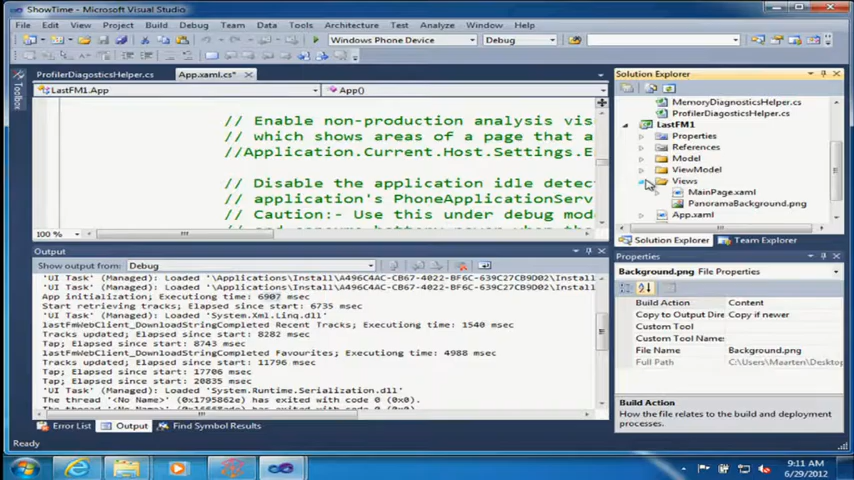 ShowTime - Microsoft Visual Studio
File Edit View Project Build Debug Team Data Tools Architecture Test Analyze Window Help
Windows Phone Device Debug
ProfilerDiagosticsHelper.cs App.xaml.cs*
LastFM1.App App()
// Enable non-production analysis vis
// which shows areas of a page that a
//Application.Current.Host.Settings.E
// Disable the application idle detec
// application's PhoneApplicationServ
// Caution:- Use this under debug mod
100 %
Toolbox
Output
Show output from: Debug
'UI Task' (Managed): Loaded '\Applications\Install\A496C4AC-CB67-4022-BF6F-639C27CB9D02\Install
'UI Task' (Managed): Loaded '\Applications\Install\A496C4AC-CB67-4022-BF6F-639C27CB9D02\Install
App initialization; Executiong time: 6907 msec
Start retrieving tracks; Elapsed since start: 6735 msec
'UI Task' (Managed): Loaded 'System.Xml.Linq.dll'
lastFmWebClient_DownloadStringCompleted Recent Tracks; Executiong time: 1540 msec
Tracks updated; Elapsed since start: 8282 msec
Tap; Elapsed since start: 8743 msec
lastFmWebClient_DownloadStringCompleted Favourites; Executiong time: 4988 msec
Tracks updated; Elapsed since start: 11796 msec
Tap; Elapsed since start: 17706 msec
Tap; Elapsed since start: 20835 msec
'UI Task' (Managed): Loaded 'System.Runtime.Serialization.dll'
The thread '<No Name>' (0x1795862e) has exited with code 0 (0x0).
Error List Output Find Symbol Results
Ready
Solution Explorer
MemoryDiagnosticsHelper.cs
ProfilerDiagosticsHelper.cs
LastFM1
Properties
References
Model
ViewModel
Views
MainPage.xaml
PanoramaBackground.png
App.xaml
Solution Explorer Team Explorer
Properties
Background.png File Properties
Build Action Content
Copy to Output Dire Copy if newer
Custom Tool
Custom Tool Names
File Name Background.png
Full Path C:\Users\Maarten\Desktop
Build Action
How the file relates to the build and deployment
processes.
9:11 AM
6/29/2012